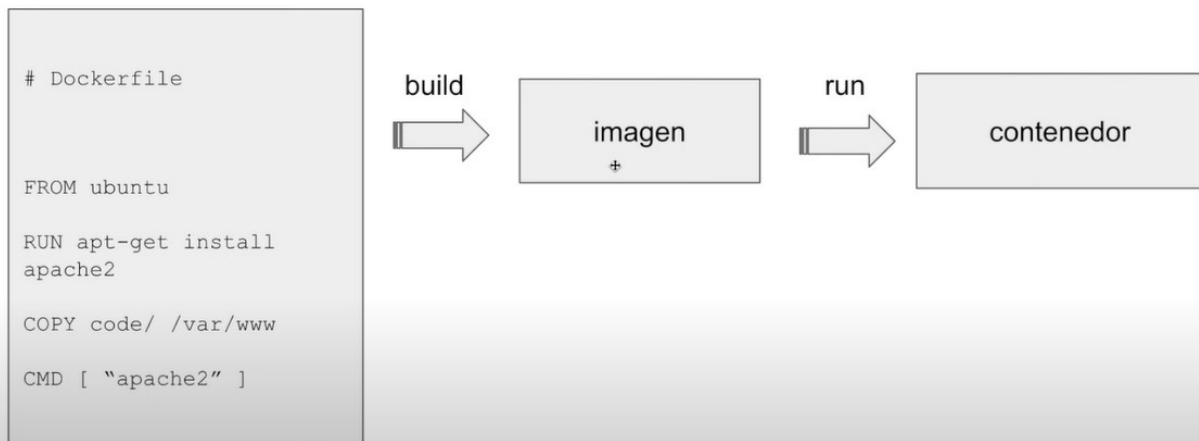 # Dockerfile
FROM ubuntu
RUN apt-get install
apache2
COPY code/ /var/www
CMD [ “apache2” ]
build
imagen
run
contenedor